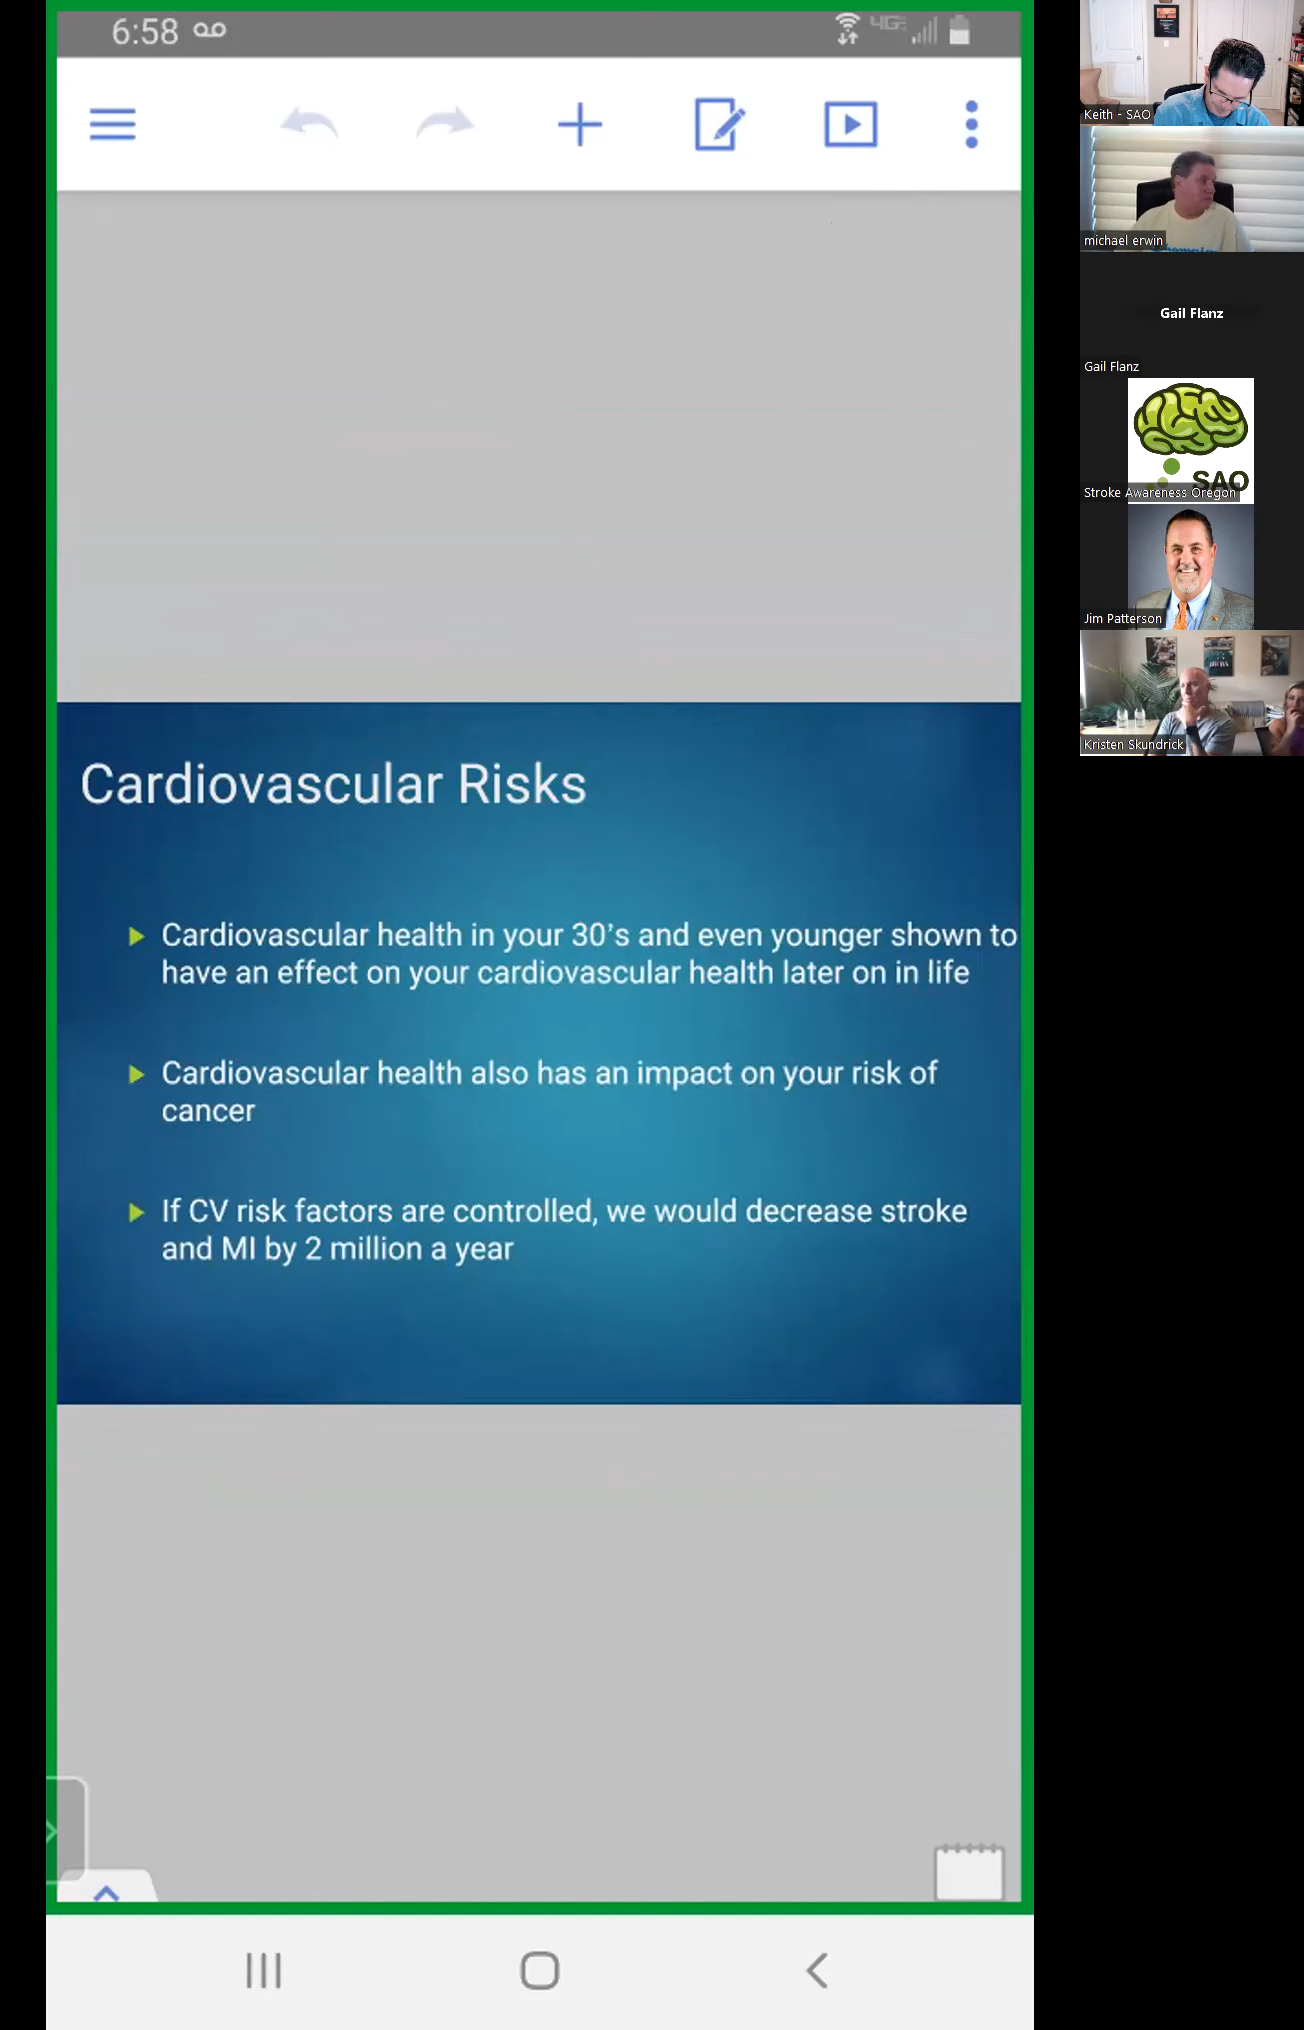 6:58
4GE
Cardiovascular Risks
Cardiovascular health in your 30's and even younger shown to
have an effect on your cardiovascular health later on in life
Cardiovascular health also has an impact on your risk of
cancer
If CV risk factors are controlled, we would decrease stroke
and MI by 2 million a year
Keith - SAO
michael erwin
Gail Flanz
Gail Flanz
SAO
Stroke Awareness Oregon
Jim Patterson
Kristen Skundrick